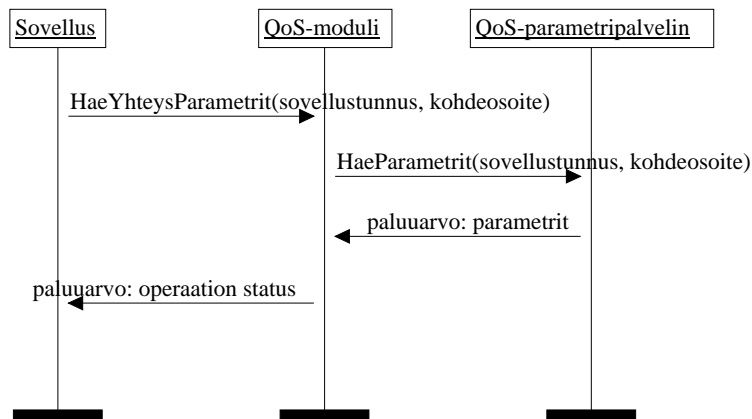 Sovellus
QoS-moduli
QoS-parametripalvelin
HaeYhteysParametrit(sovellustunnus, kohdeosoite)
HaeParametrit(sovellustunnus, kohdeosoite)
paluuarvo: parametrit
paluuarvo: operaation status